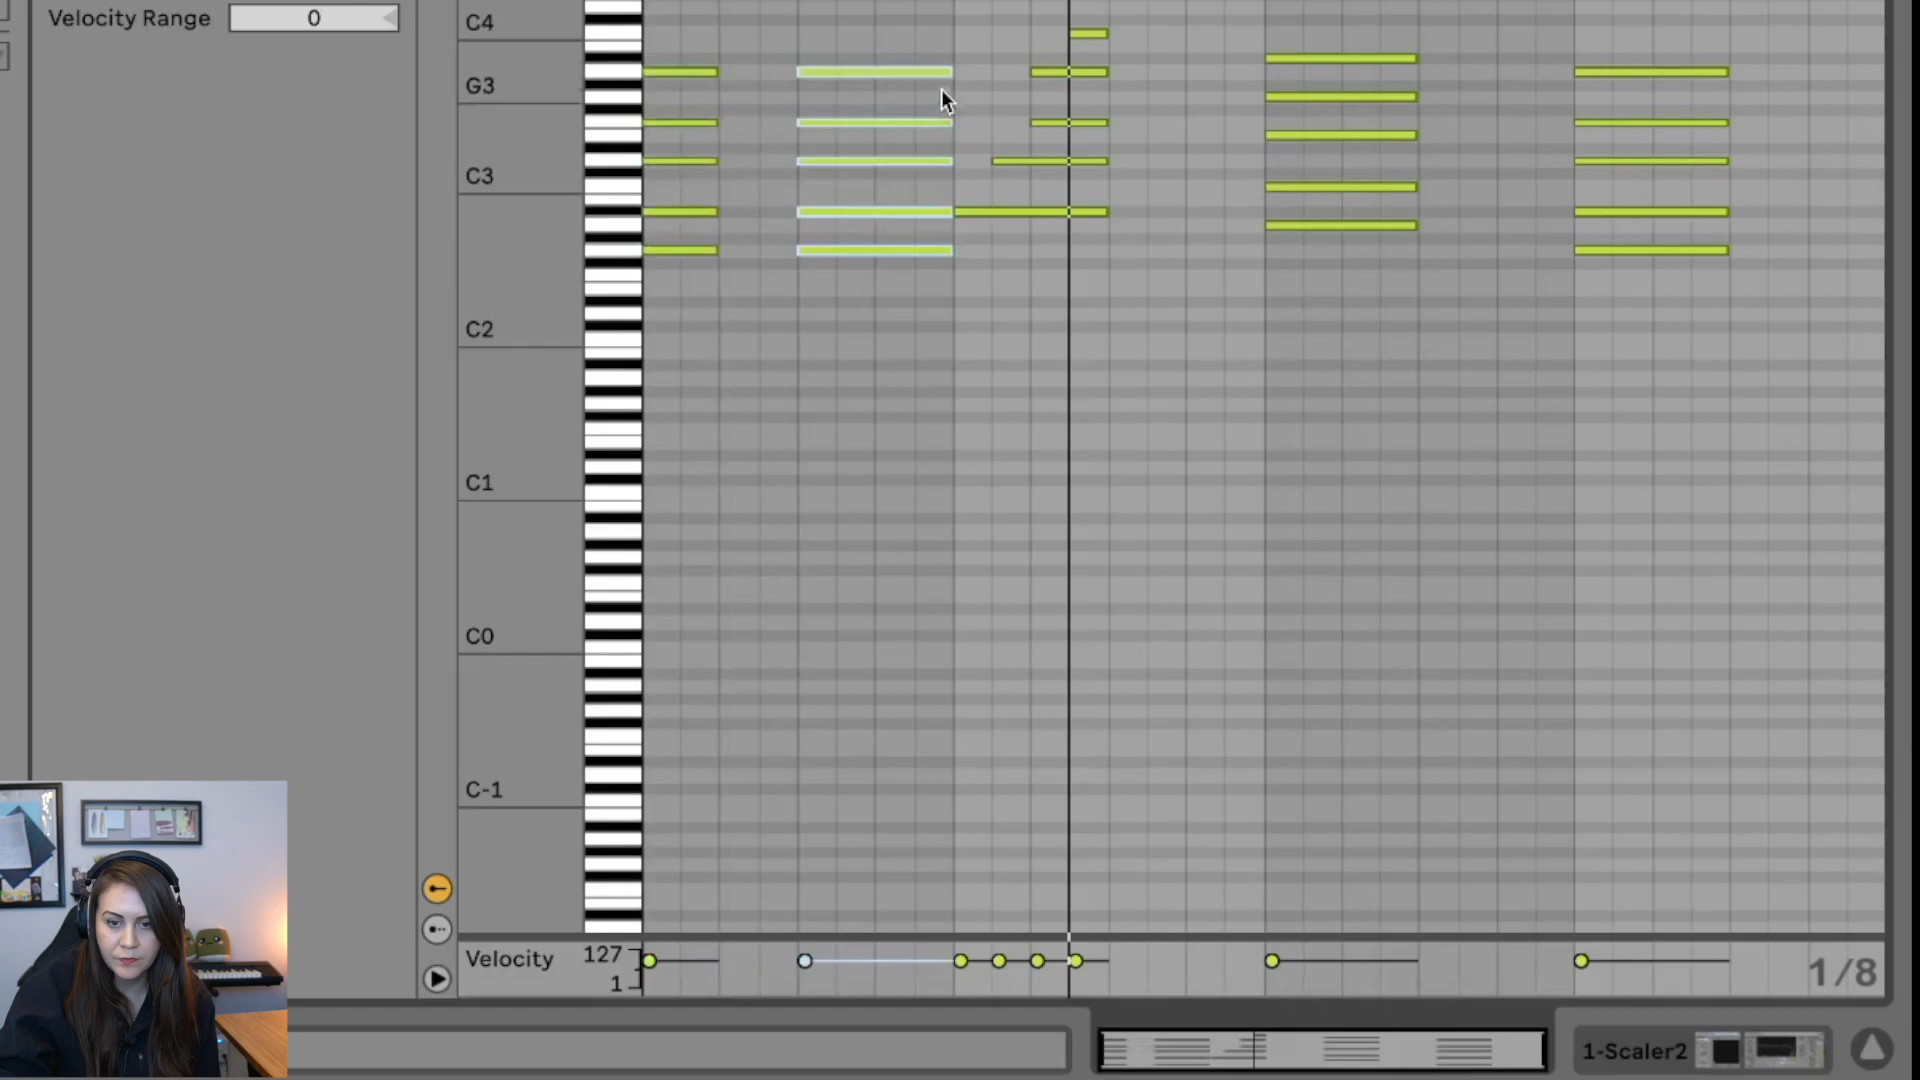 Velocity Range
0
C4
G3
C3
C2
C1
C0
C-1
Velocity
127
1
1/8
1-Scaler2